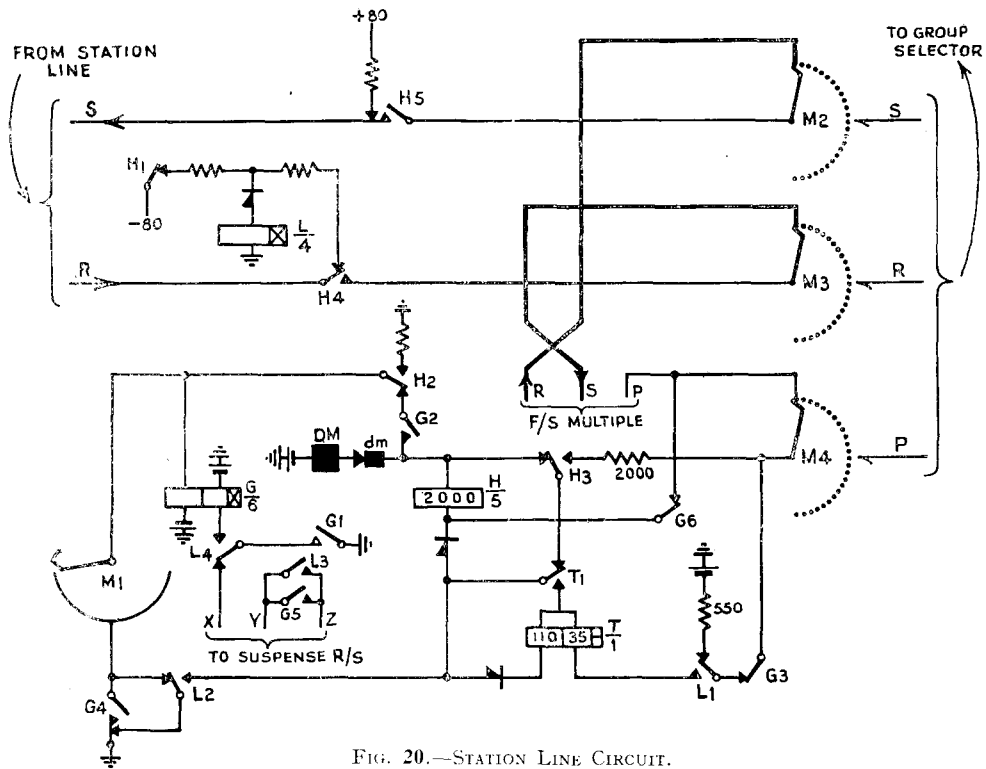 +80
FROM STATION
LINE
TO GROUP
SELECTOR
S
H5
M2
S
H1
-80
L
4
R
H4
M3
R
H2
G2
R
S
P
F/S MULTIPLE
DM
dm
H3
2000
M4
P
G
6
2000
H
5
G6
L4
G1
L3
G5
M1
X
Y
Z
TO SUSPENSE R/S
T1
110
35
T
1
550
L2
G4
L1
G3
FIG. 20.—STATION LINE CIRCUIT.